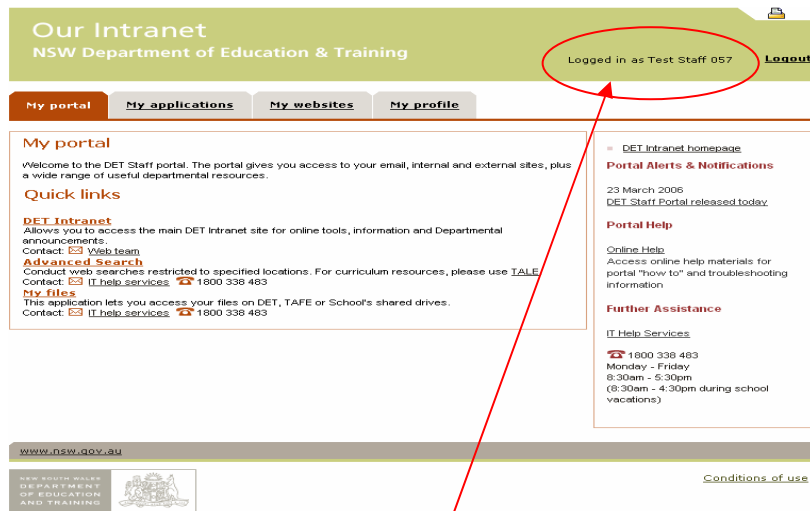 Our Intranet
NSW Department of Education & Training
Logged in as Test Staff 057
Logout
My portal My applications My websites My profile
My portal
Welcome to the DET Staff portal. The portal gives you access to your email, internal and external sites, plus
a wide range of useful departmental resources.
Quick links
DET Intranet
Allows you to access the main DET Intranet site for online tools, information and Departmental
announcements.
Contact: Web team
Advanced Search
Conduct web searches restricted to specified locations. For curriculum resources, please use TALE
Contact: IT help services 1800 338 483
My files
This application lets you access your files on DET, TAFE or School's shared drives.
Contact: IT help services 1800 338 483
DET Intranet homepage
Portal Alerts & Notifications
23 March 2006
DET Staff Portal released today
Portal Help
Online Help
Access online help materials for
portal "how to" and troubleshooting
information
Further Assistance
IT Help Services
1800 338 483
Monday - Friday
8:30am - 5:30pm
(8:30am - 4:30pm during school
vacations)
www.nsw.gov.au
NEW SOUTH WALES
DEPARTMENT
OF EDUCATION
AND TRAINING
Conditions of use